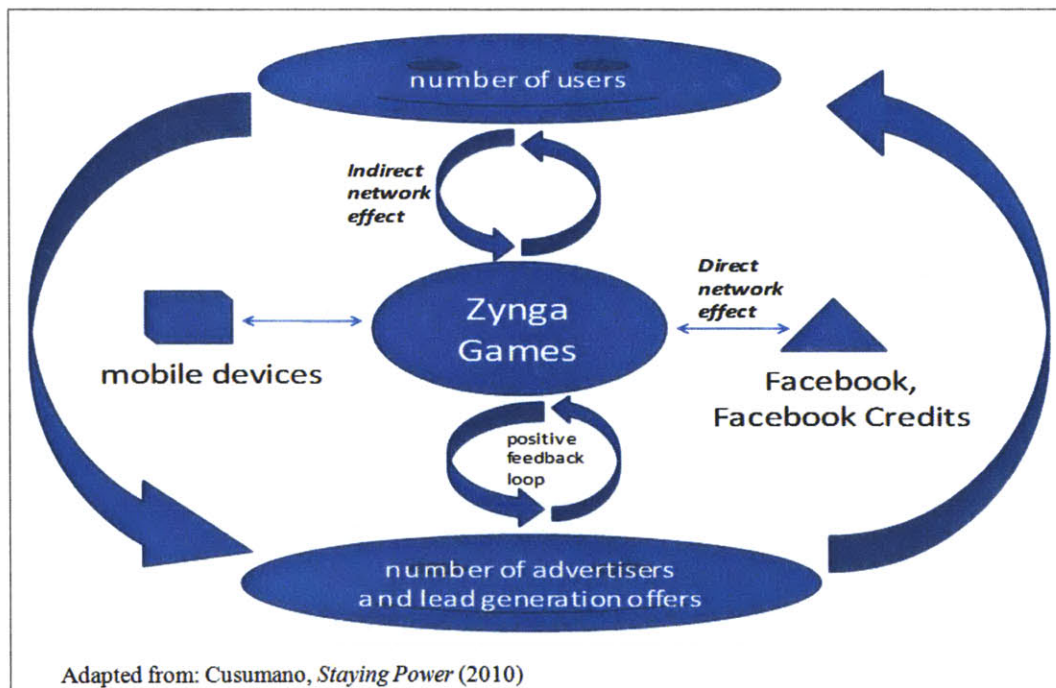 number of users
Indirect
network
effect
Zynga
Games
Direct
network
effect
mobile devices
Facebook,
Facebook Credits
positive
feedback
loop
number of advertisers
and lead generation offers
Adapted from: Cusumano, Staying Power (2010)